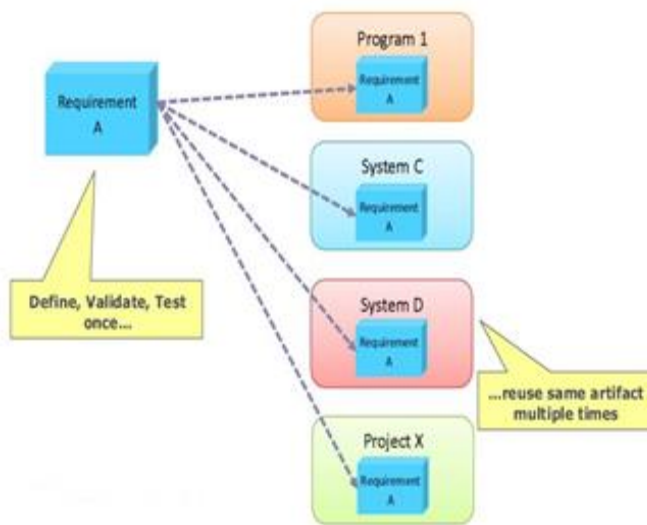 Requirement
A
Define, Validate, Test
once...
Program 1
Requirement
A
System C
Requirement
A
System D
Requirement
A
...reuse same artifact
multiple times
Project X
Requirement
A